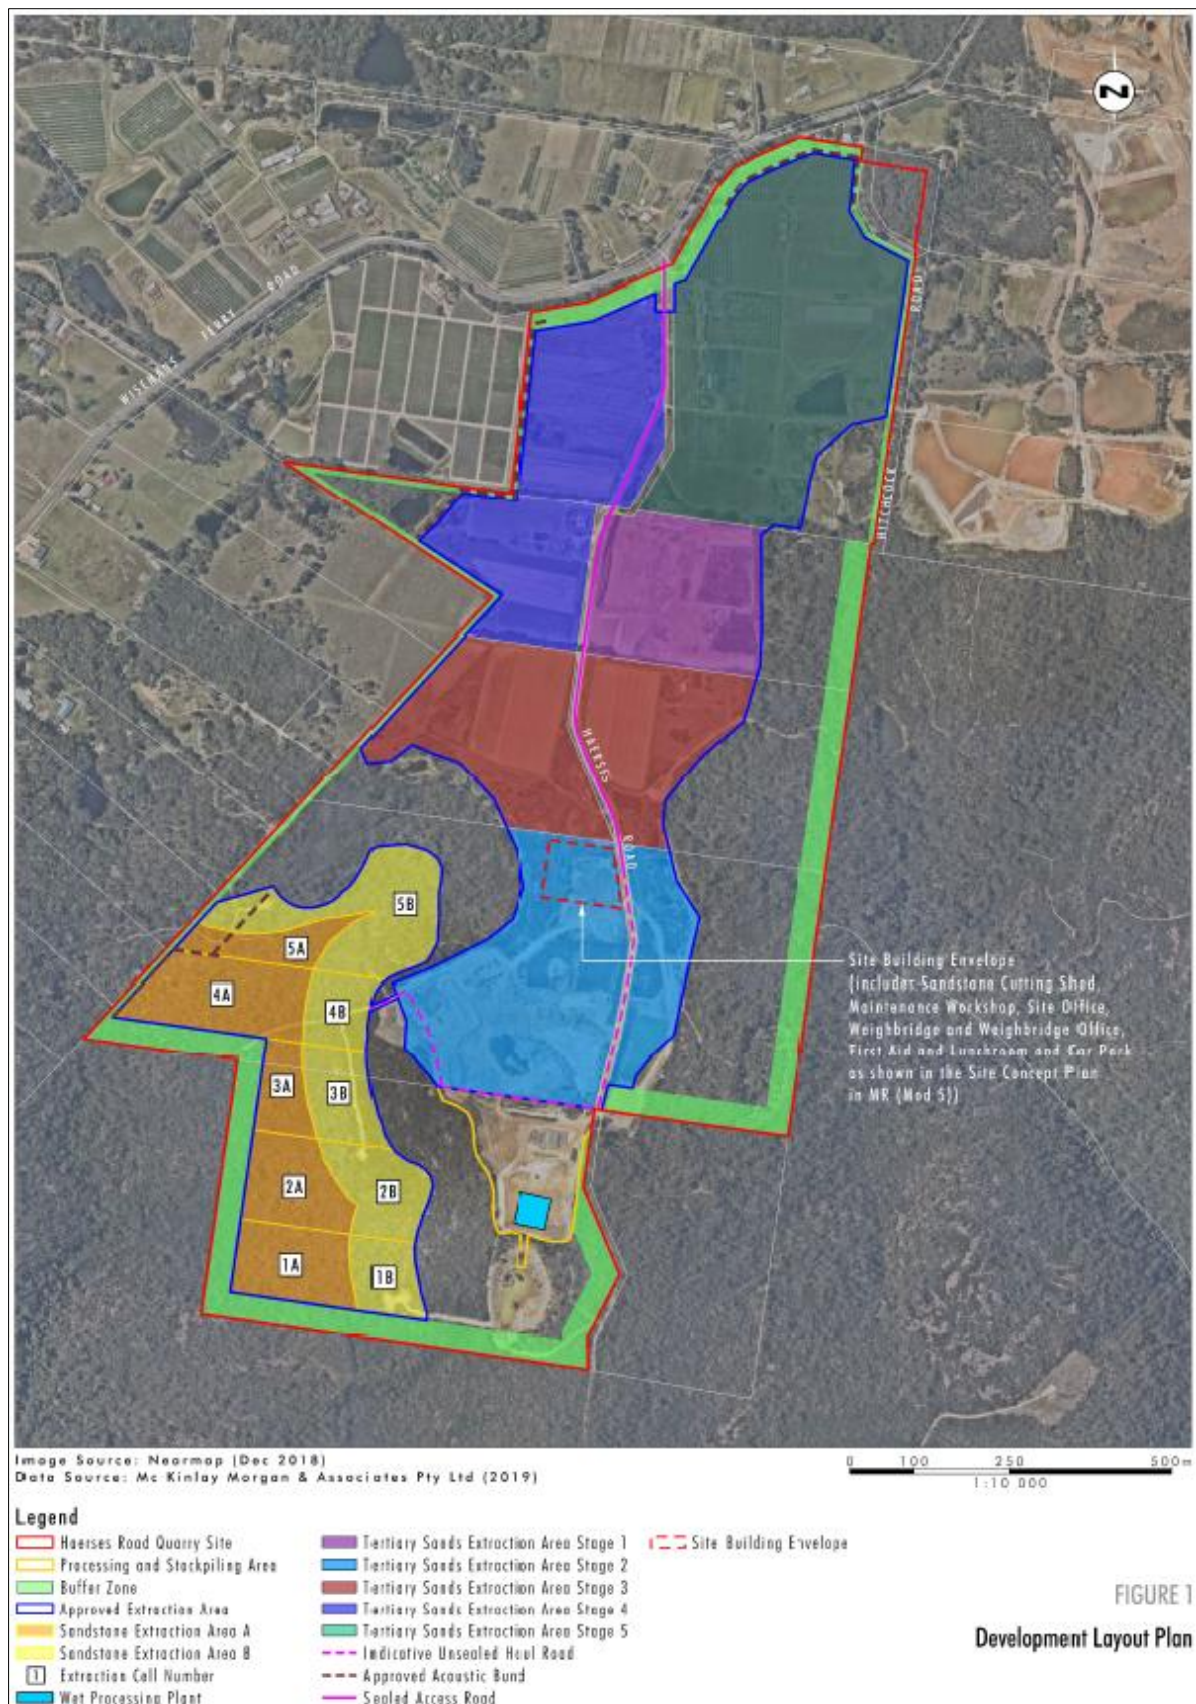 N
WISEMANS FERRY ROAD
ROAD
HITCHCOCK
HAERSES
ROAD
5B
5A
4A
4B
3A
3B
2A
2B
1A
1B
Site Building Envelope
(includes Sandstone Cutting Shed,
Maintenance Workshop, Site Office,
Weighbridge and Weighbridge Office,
First Aid and Lunchroom and Car Park
as shown in the Site Concept Plan
in MR (Mod 5))
Image Source: Nearmap (Dec 2018)
Data Source: Mc Kinlay Morgan & Associates Pty Ltd (2019)
0 100 250 500m
1:10 000
Legend
Haerses Road Quarry Site
Processing and Stockpiling Area
Buffer Zone
Approved Extraction Area
Sandstone Extraction Area A
Sandstone Extraction Area B
1 Extraction Cell Number
Wet Processing Plant
Tertiary Sands Extraction Area Stage 1
Tertiary Sands Extraction Area Stage 2
Tertiary Sands Extraction Area Stage 3
Tertiary Sands Extraction Area Stage 4
Tertiary Sands Extraction Area Stage 5
Indicative Unsealed Haul Road
Approved Acoustic Bund
Sealed Access Road
Site Building Envelope
FIGURE 1
Development Layout Plan